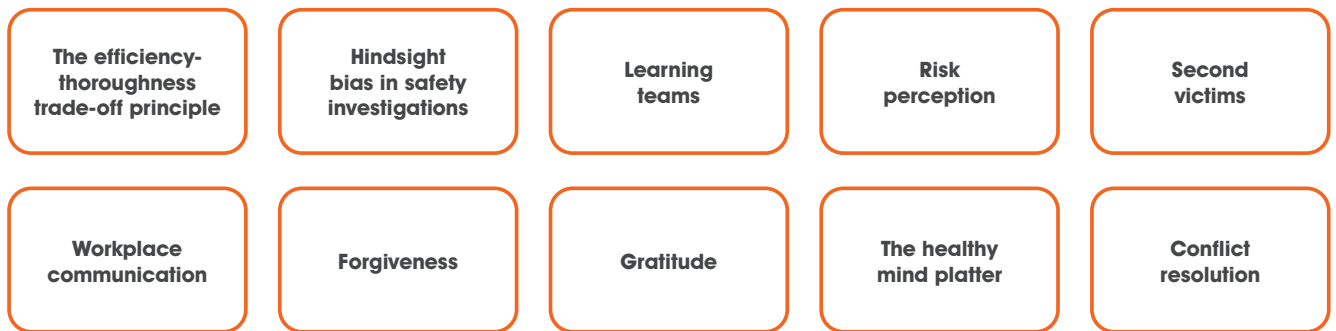 The efficiency-
thoroughness
trade-off principle
Hindsight
bias in safety
investigations
Learning
teams
Risk
perception
Second
victims
Workplace
communication
Forgiveness
Gratitude
The healthy
mind platter
Conflict
resolution